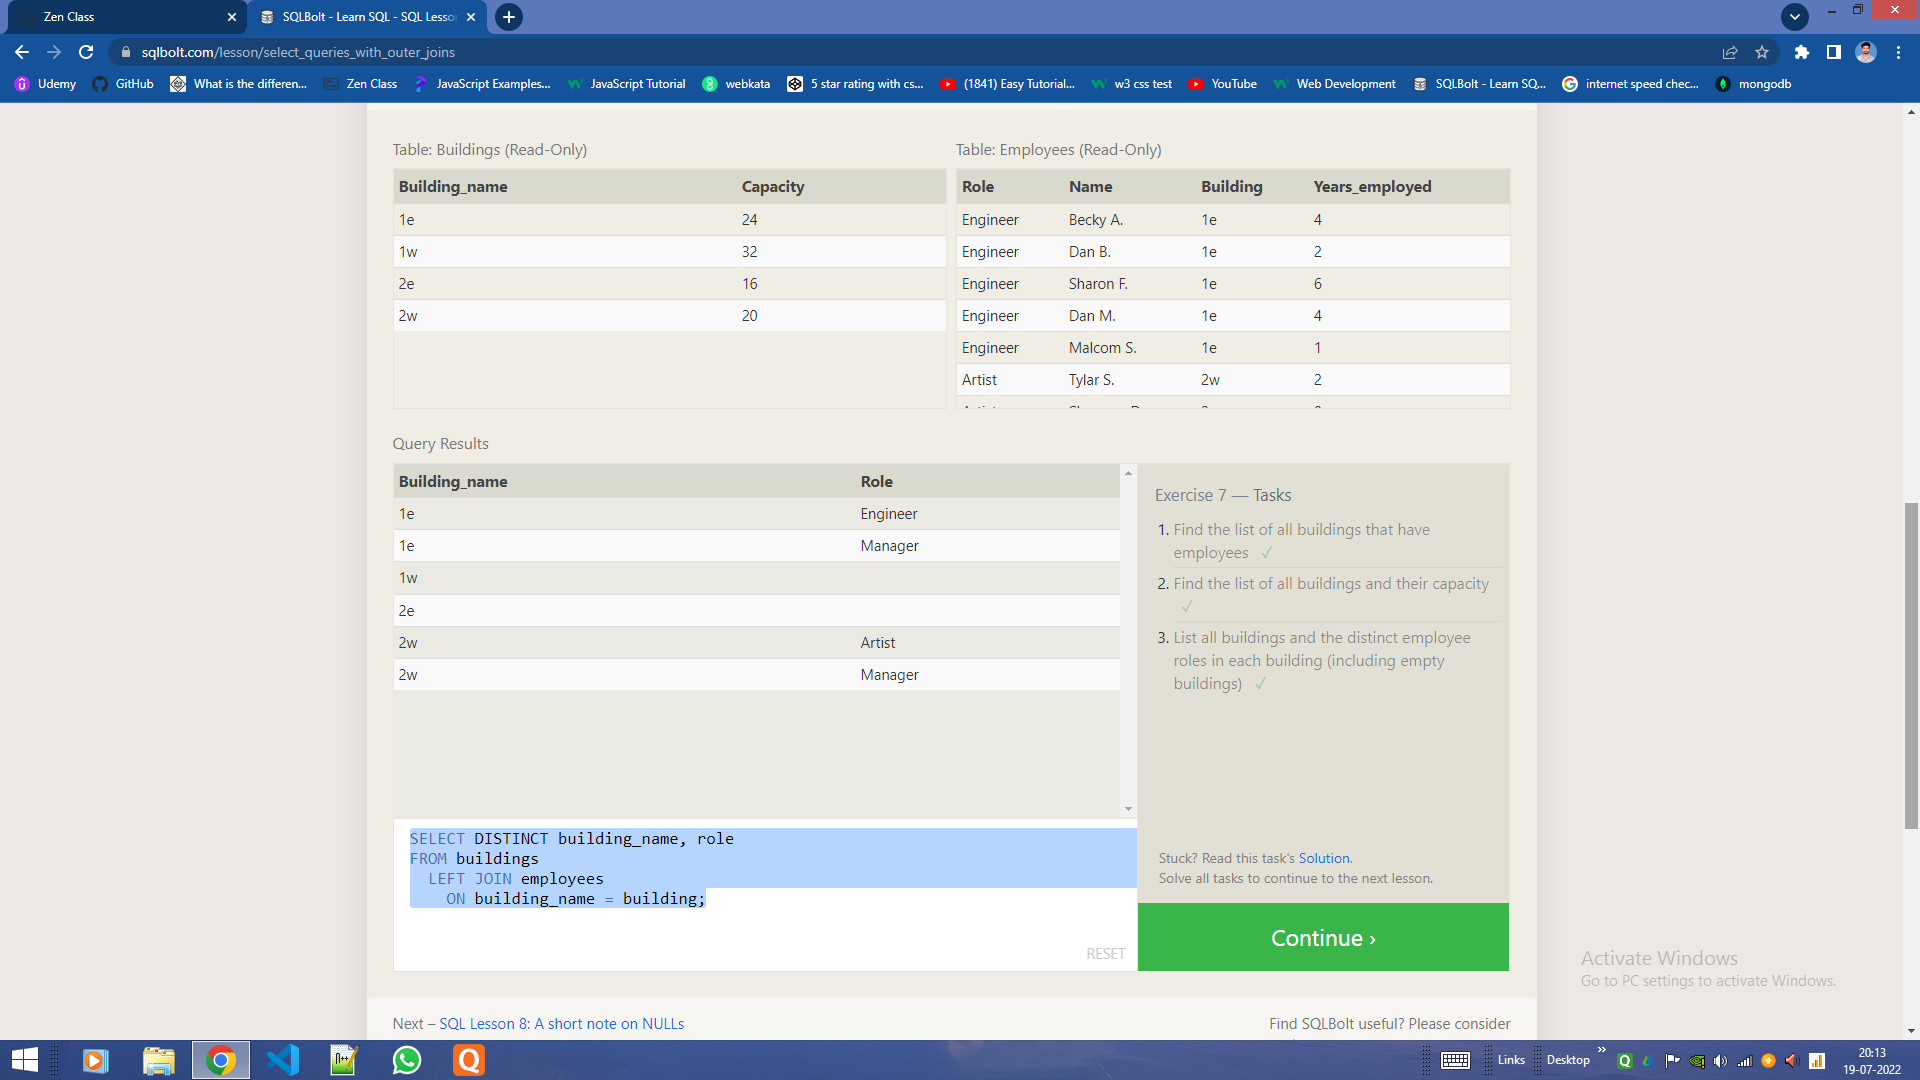 Zen Class
SQLBolt - Learn SQL - SQL Lesson
sqlbolt.com/lesson/select_queries_with_outer_joins
Udemy GitHub What is the differen... Zen Class JavaScript Examples... JavaScript Tutorial webkata 5 star rating with cs... (1841) Easy Tutorial... w3 css test YouTube Web Development SQLBolt - Learn SQ... internet speed chec... mongodb
Table: Buildings (Read-Only)
Building_name Capacity
1e 24
1w 32
2e 16
2w 20
Table: Employees (Read-Only)
Role Name Building Years_employed
Engineer Becky A. 1e 4
Engineer Dan B. 1e 2
Engineer Sharon F. 1e 6
Engineer Dan M. 1e 4
Engineer Malcom S. 1e 1
Artist Tylar S. 2w 2
Query Results
Building_name Role
1e Engineer
1e Manager
1w
2e
2w Artist
2w Manager
Exercise 7 — Tasks
1. Find the list of all buildings that have
employees ✓
2. Find the list of all buildings and their capacity
✓
3. List all buildings and the distinct employee
roles in each building (including empty
buildings) ✓
SELECT DISTINCT building_name, role
FROM buildings
LEFT JOIN employees
ON building_name = building;
RESET
Stuck? Read this task's Solution.
Solve all tasks to continue to the next lesson.
Continue ›
Activate Windows
Go to PC settings to activate Windows.
Next – SQL Lesson 8: A short note on NULLs
Find SQLBolt useful? Please consider
Links Desktop
20:13
19-07-2022